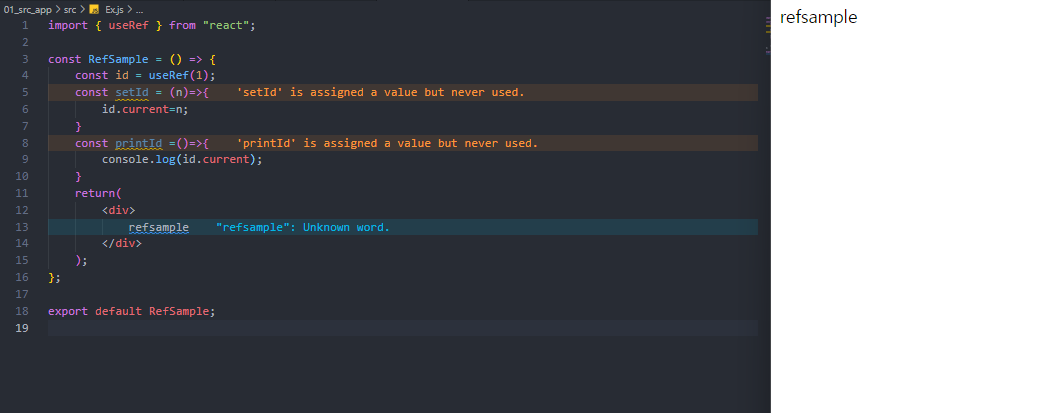 01_src_app > src > JS Ex.js > ...
refsample
1 import { useRef } from "react";
2
3 const RefSample = () => {
4 const id = useRef(1);
5 const setId = (n)=>{ 'setId' is assigned a value but never used.
6 id.current=n;
7 }
8 const printId =()=>{ 'printId' is assigned a value but never used.
9 console.log(id.current);
10 }
11 return(
12 <div>
13 refsample "refsample": Unknown word.
14 </div>
15 );
16 };
17
18 export default RefSample;
19